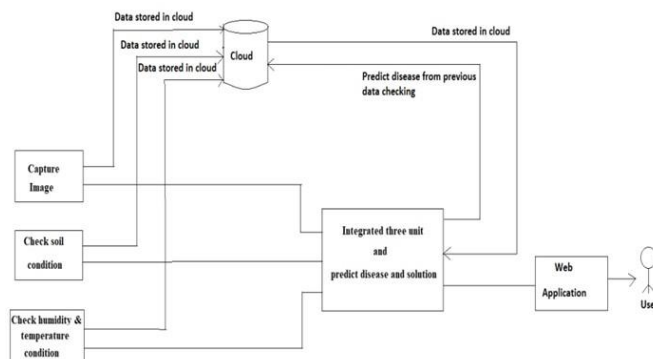 Data stored in cloud
Data stored in cloud
Data stored in cloud
Cloud
Data stored in cloud
Predict disease from previous
data checking
Capture
Image
Check soil
condition
Check humidity &
temperature
condition
Integrated three unit
and
predict disease and solution
Web
Application
Use